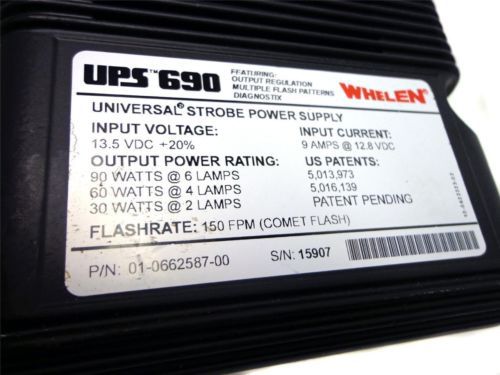 UPS™690
FEATURING:
OUTPUT REGULATION
MULTIPLE FLASH PATTERNS
DIAGNOSTIX
WHELEN®
UNIVERSAL® STROBE POWER SUPPLY
INPUT VOLTAGE:
13.5 VDC +20%
INPUT CURRENT:
9 AMPS @ 12.8 VDC
OUTPUT POWER RATING:
90 WATTS @ 6 LAMPS
60 WATTS @ 4 LAMPS
30 WATTS @ 2 LAMPS
US PATENTS:
5,013,973
5,016,139
PATENT PENDING
FLASHRATE: 150 FPM (COMET FLASH)
P/N: 01-0662587-00
S/N: 15907